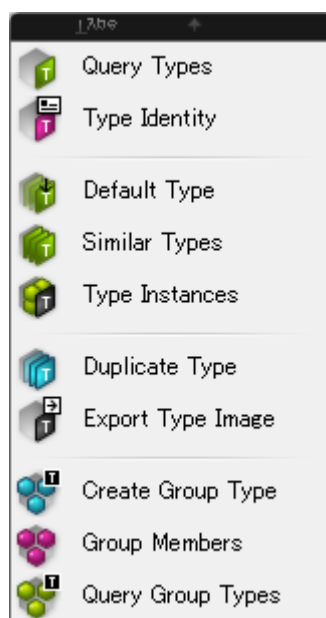 Type
Query Types
Type Identity
Default Type
Similar Types
Type Instances
Duplicate Type
Export Type Image
Create Group Type
Group Members
Query Group Types